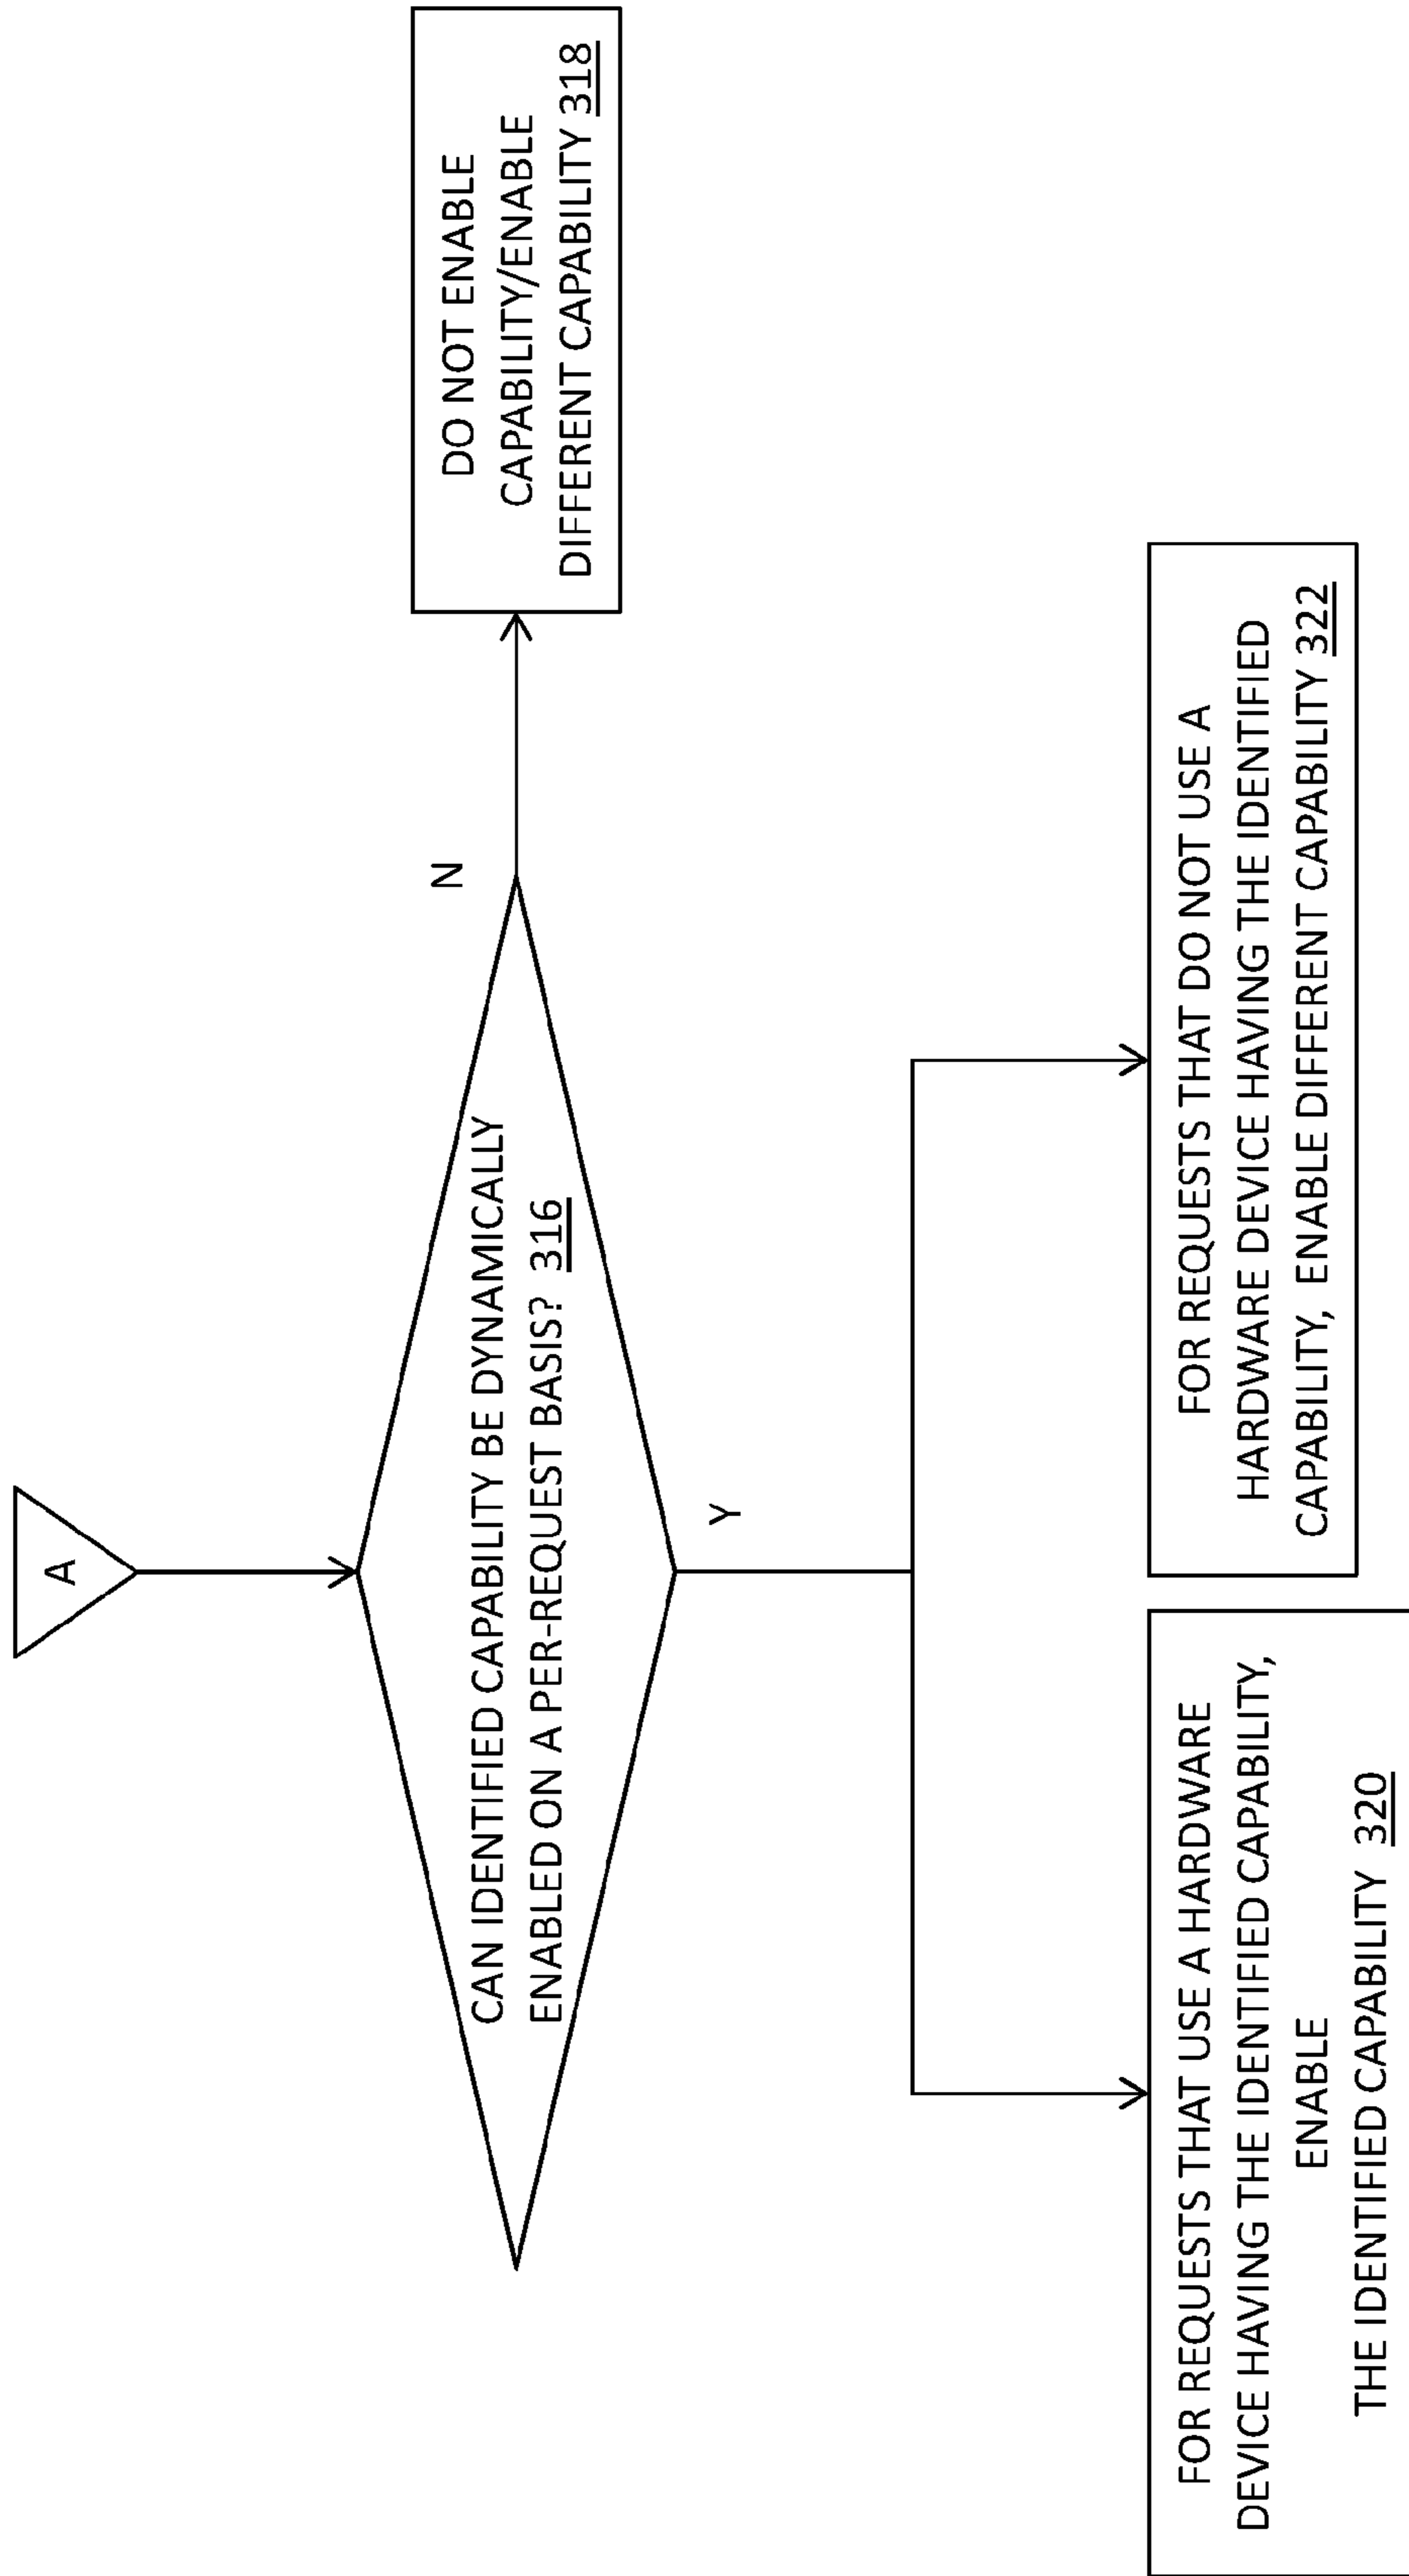 A
CAN IDENTIFIED CAPABILITY BE DYNAMICALLY
ENABLED ON A PER-REQUEST BASIS? 316
N
DO NOT ENABLE
CAPABILITY/ENABLE
DIFFERENT CAPABILITY 318
Y
FOR REQUESTS THAT USE A HARDWARE
DEVICE HAVING THE IDENTIFIED CAPABILITY,
ENABLE
THE IDENTIFIED CAPABILITY 320
FOR REQUESTS THAT DO NOT USE A
HARDWARE DEVICE HAVING THE IDENTIFIED
CAPABILITY, ENABLE DIFFERENT CAPABILITY 322